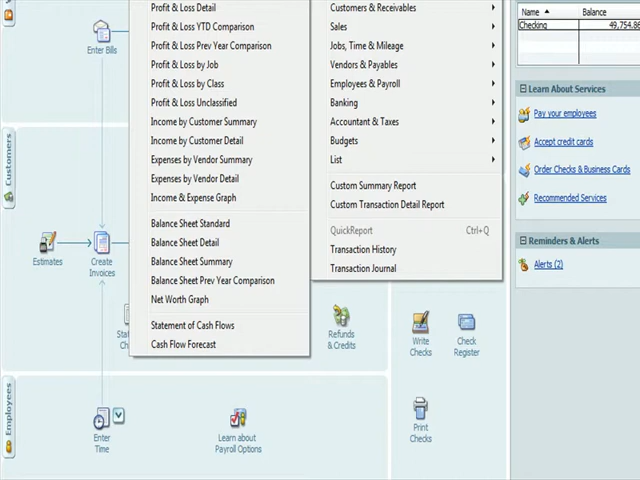 Profit & Loss Detail
Profit & Loss YTD Comparison
Profit & Loss Prev Year Comparison
Profit & Loss by Job
Profit & Loss by Class
Profit & Loss Unclassified
Income by Customer Summary
Income by Customer Detail
Expenses by Vendor Summary
Expenses by Vendor Detail
Income & Expense Graph
Balance Sheet Standard
Balance Sheet Detail
Balance Sheet Summary
Balance Sheet Prev Year Comparison
Net Worth Graph
Statement of Cash Flows
Cash Flow Forecast
Customers & Receivables
Sales
Jobs, Time & Mileage
Vendors & Payables
Employees & Payroll
Banking
Accountant & Taxes
Budgets
List
Custom Summary Report
Custom Transaction Detail Report
QuickReport Ctrl+Q
Transaction History
Transaction Journal
Enter Bills
Customers
Estimates
Create
Invoices
Refunds
& Credits
Write
Checks
Check
Register
Print
Checks
Employees
Enter
Time
Learn about
Payroll Options
Name Balance
Checking 49,754.86
Learn About Services
Pay your employees
Accept credit cards
Order Checks & Business Cards
Recommended Services
Reminders & Alerts
Alerts (2)